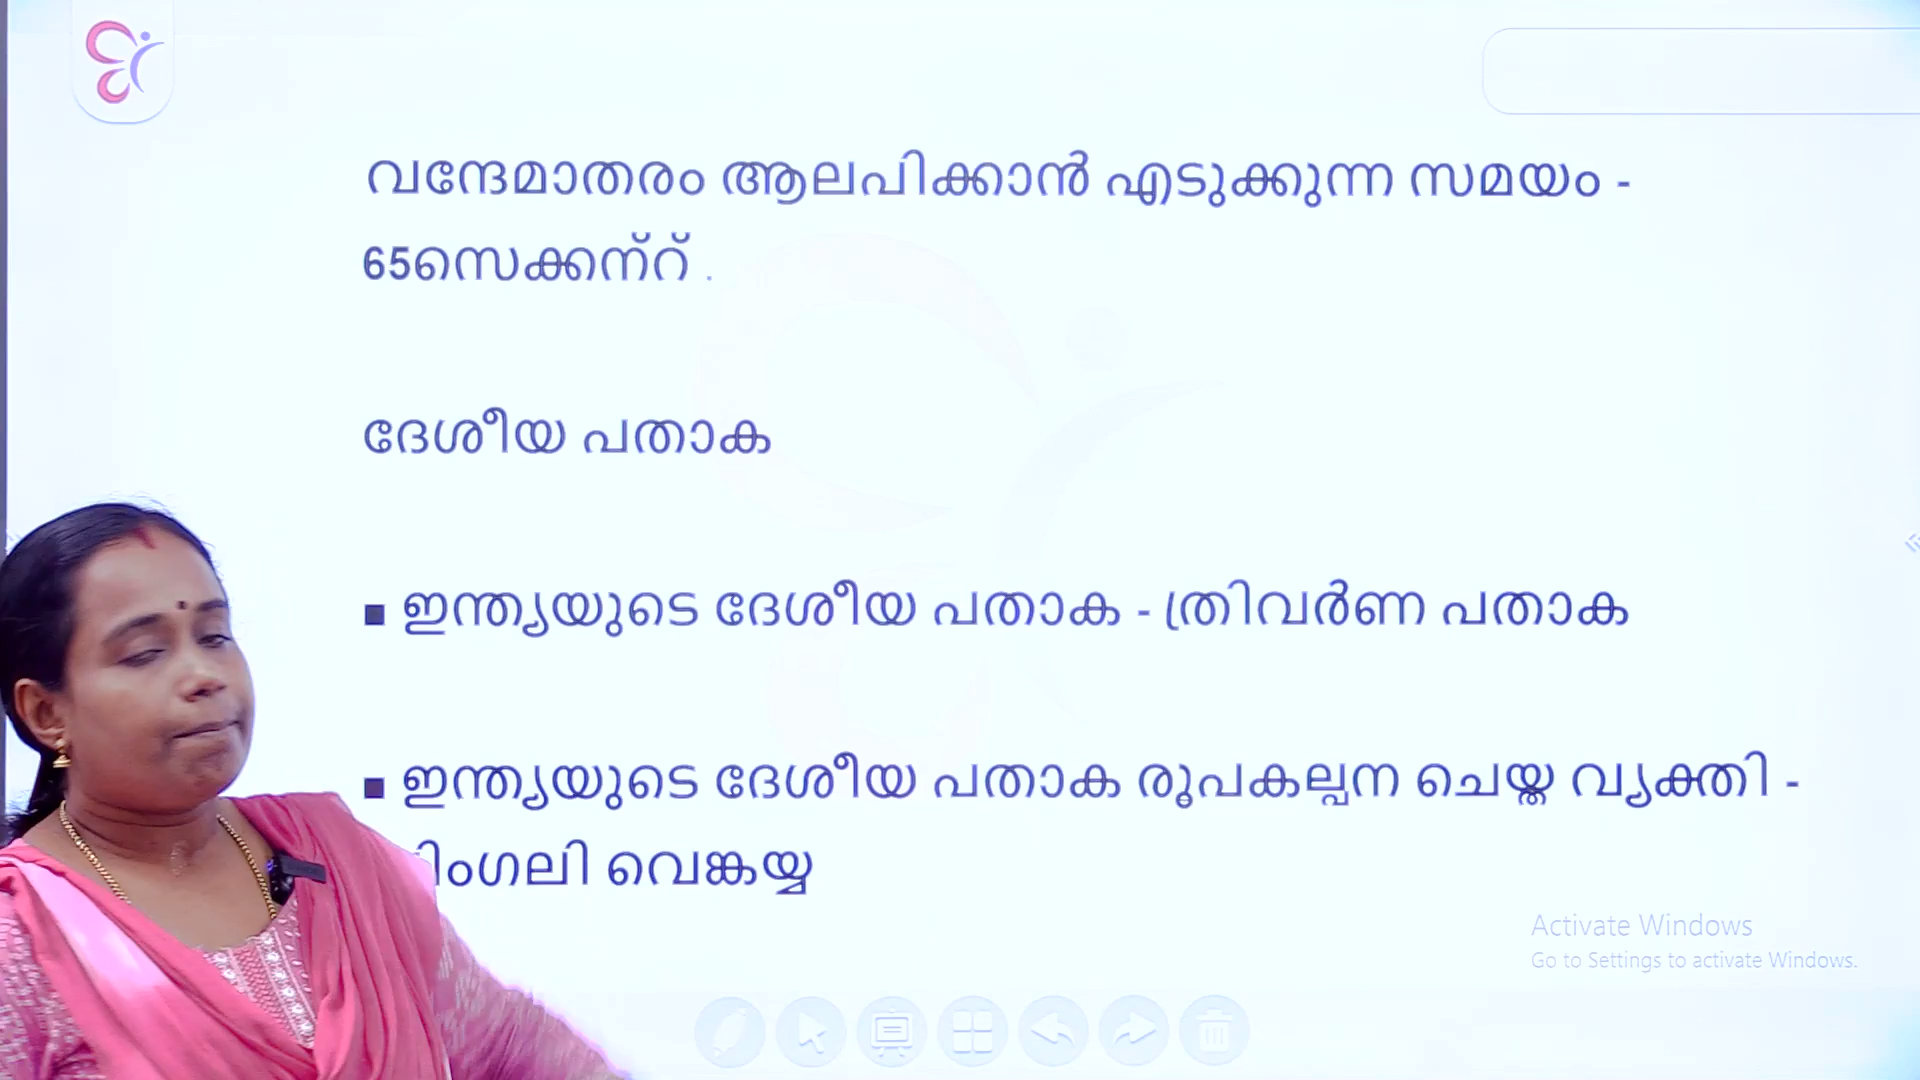 വന്ദേമാതരം ആലപിക്കാൻ എടുക്കുന്ന സമയം -
65സെക്കന്റ് .
ദേശീയ പതാക
▪ ഇന്ത്യയുടെ ദേശീയ പതാക - ത്രിവർണ പതാക
▪ ഇന്ത്യയുടെ ദേശീയ പതാക രൂപകല്പന ചെയ്ത വ്യക്തി -
വെങ്കയ്യ
Activate Windows
Go to Settings to activate Windows.